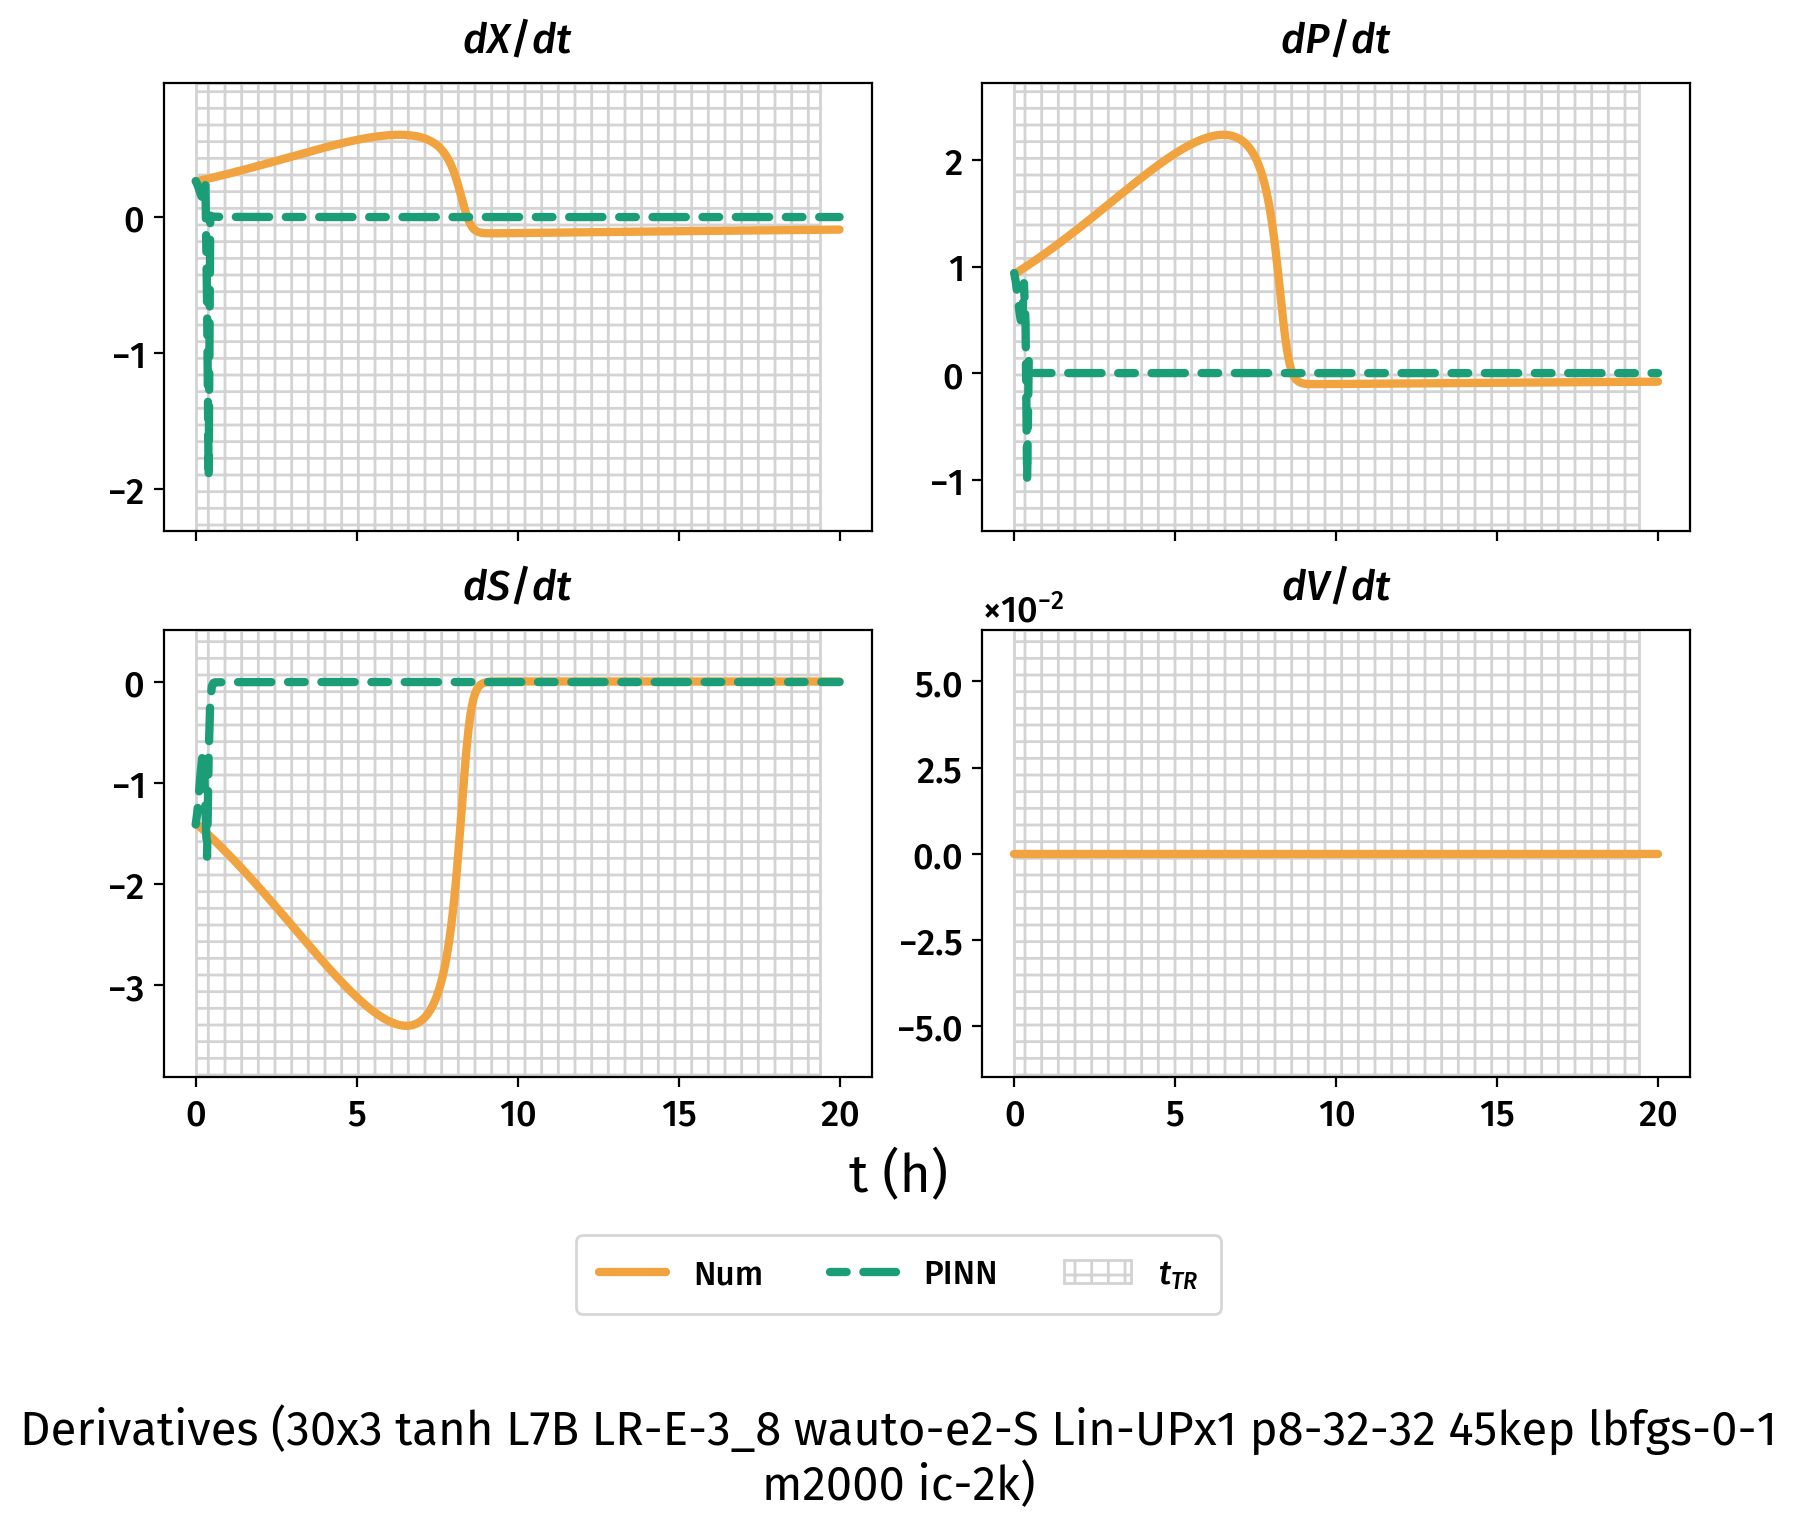 dX/dt
dP/dt
0
−1
−2
2
1
0
−1
dS/dt
dV/dt
×10⁻²
0
−1
−2
−3
5.0
2.5
0.0
−2.5
−5.0
0 5 10 15 20
0 5 10 15 20
t (h)
Num PINN t_TR
Derivatives (30x3 tanh L7B LR-E-3_8 wauto-e2-S Lin-UPx1 p8-32-32 45kep lbfgs-0-1
m2000 ic-2k)